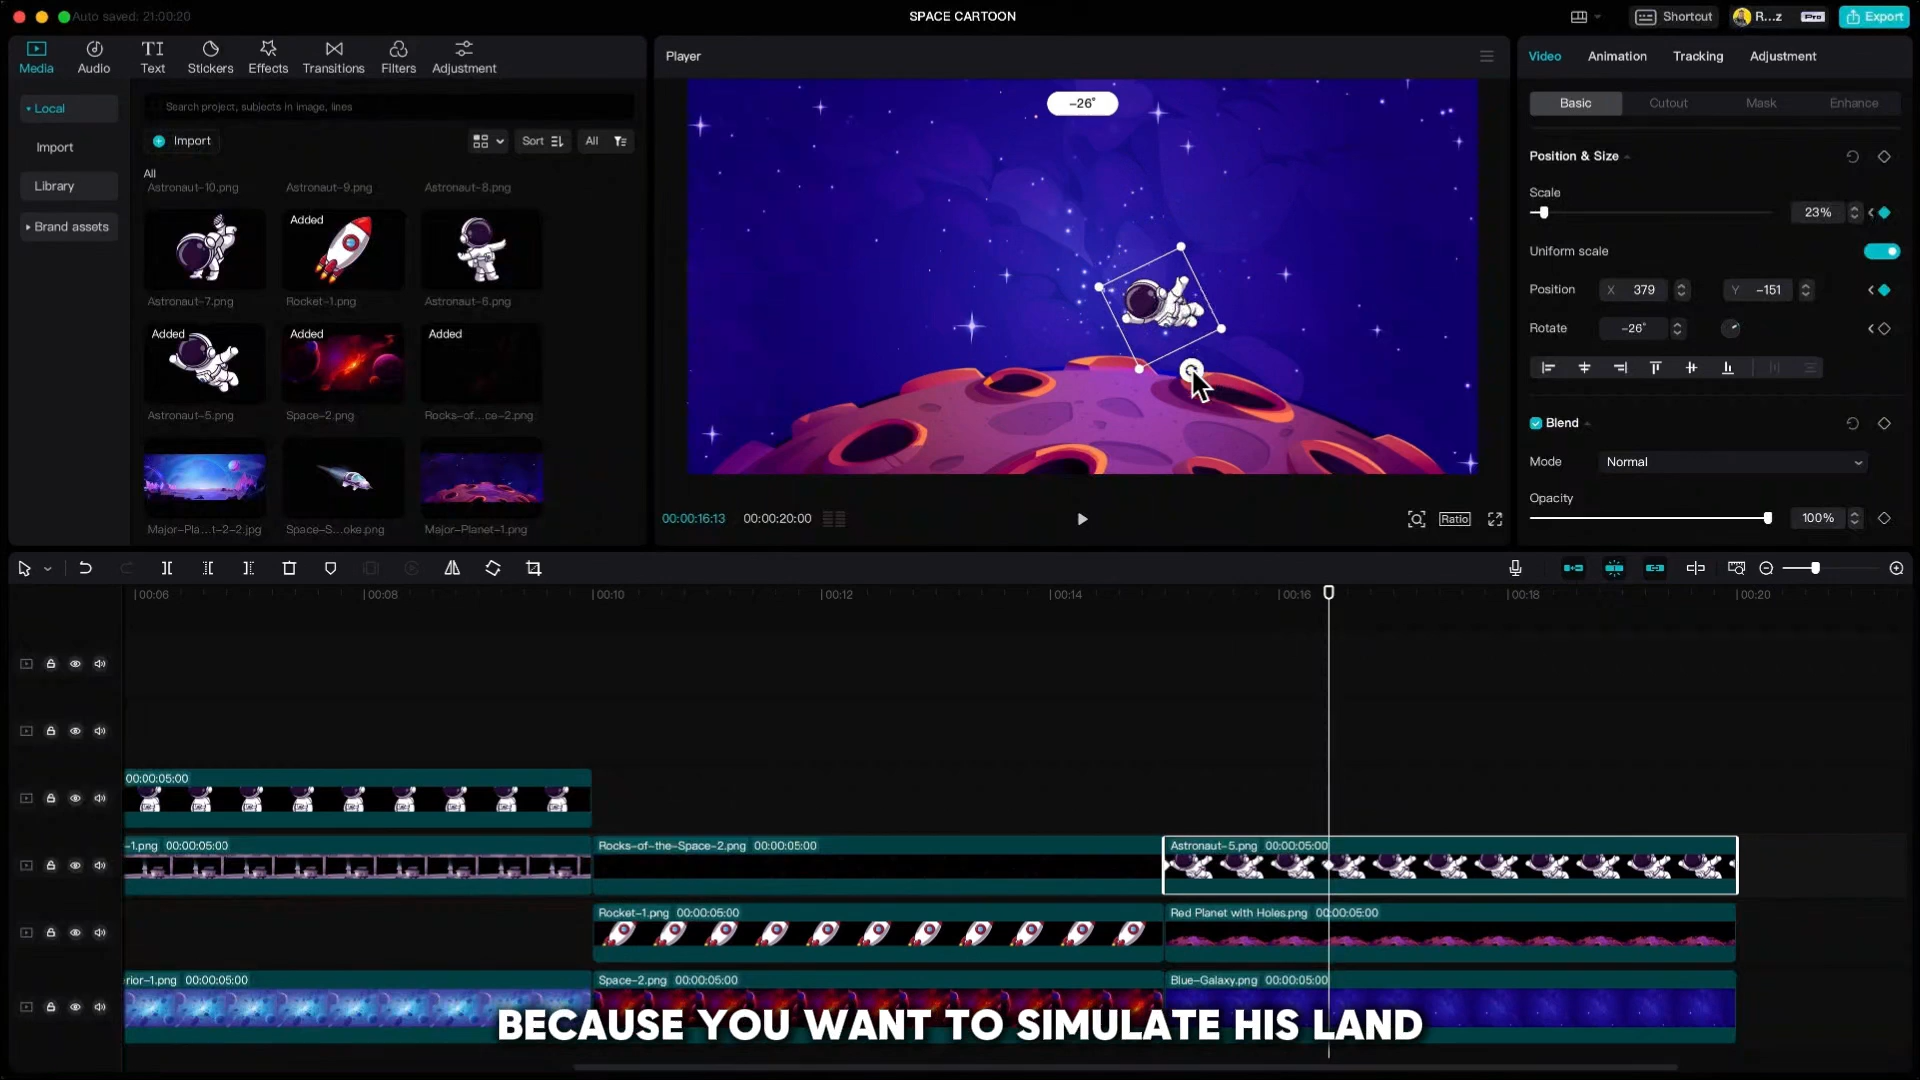 Auto saved: 21:00:20
SPACE CARTOON
Shortcut
R...z
Pro
Export
Media
Audio
TI
Text
Stickers
Effects
Transitions
Filters
Adjustment
Local
Import
Library
Brand assets
Search project, subjects in image, lines
Import
Sort
All
All
Astronaut-10.png
Astronaut-9.png
Astronaut-8.png
Added
Astronaut-7.png
Rocket-1.png
Astronaut-6.png
Added
Added
Added
Astronaut-5.png
Space-2.png
Rocks-of...ce-2.png
Major-Pla...t-2-2.jpg
Space-S...oke.png
Major-Planet-1.png
Player
-26°
00:00:16:13
00:00:20:00
Ratio
Video
Animation
Tracking
Adjustment
Basic
Cutout
Mask
Enhance
Position & Size
Scale
23%
Uniform scale
Position
X 379
Y -151
Rotate
-26°
Blend
Mode
Normal
Opacity
100%
00:06
00:08
00:10
00:12
00:14
00:16
00:18
00:20
00:00:05:00
-1.png 00:00:05:00
Rocks-of-the-Space-2.png 00:00:05:00
Astronaut-5.png 00:00:05:00
Rocket-1.png 00:00:05:00
Red Planet with Holes.png 00:00:05:00
rior-1.png 00:00:05:00
Space-2.png 00:00:05:00
Blue-Galaxy.png 00:00:05:00
BECAUSE YOU WANT TO SIMULATE HIS LAND